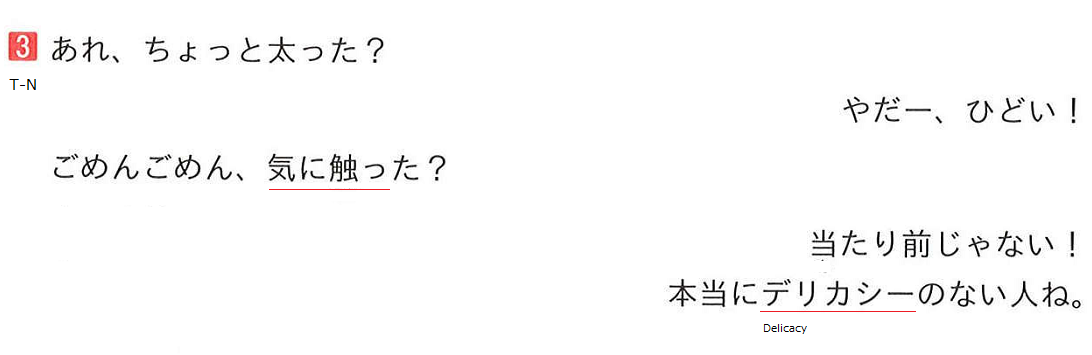 3 あれ、ちょっと太った？
T-N
やだー、ひどい！
ごめんごめん、気に触った？
当たり前じゃない！
本当にデリカシーのない人ね。
Delicacy